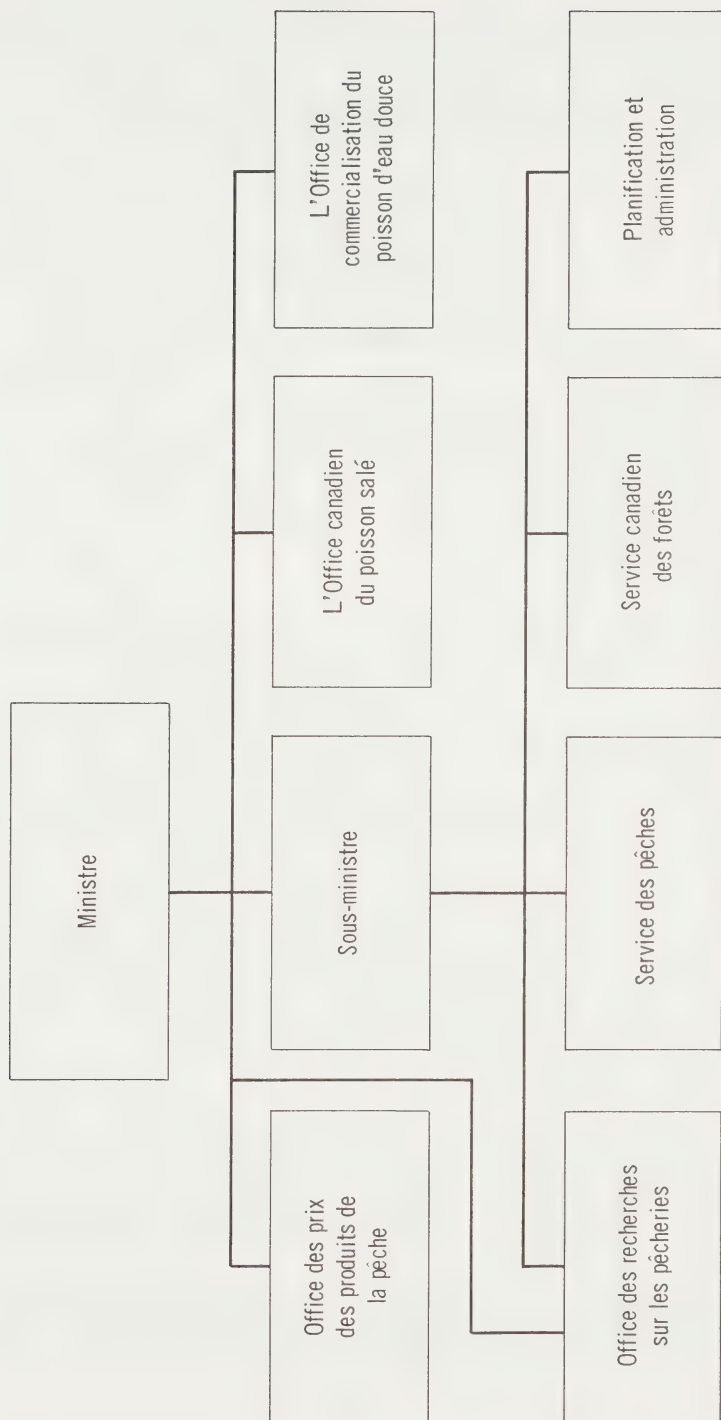 Ministre
Office des prix
des produits de
la pêche
Sous-ministre
L'Office canadien
du poisson salé
L'Office de
commercialisation du
poisson d'eau douce
Office des recherches
sur les pêcheries
Service des pêches
Service canadien
des forêts
Planification et
administration